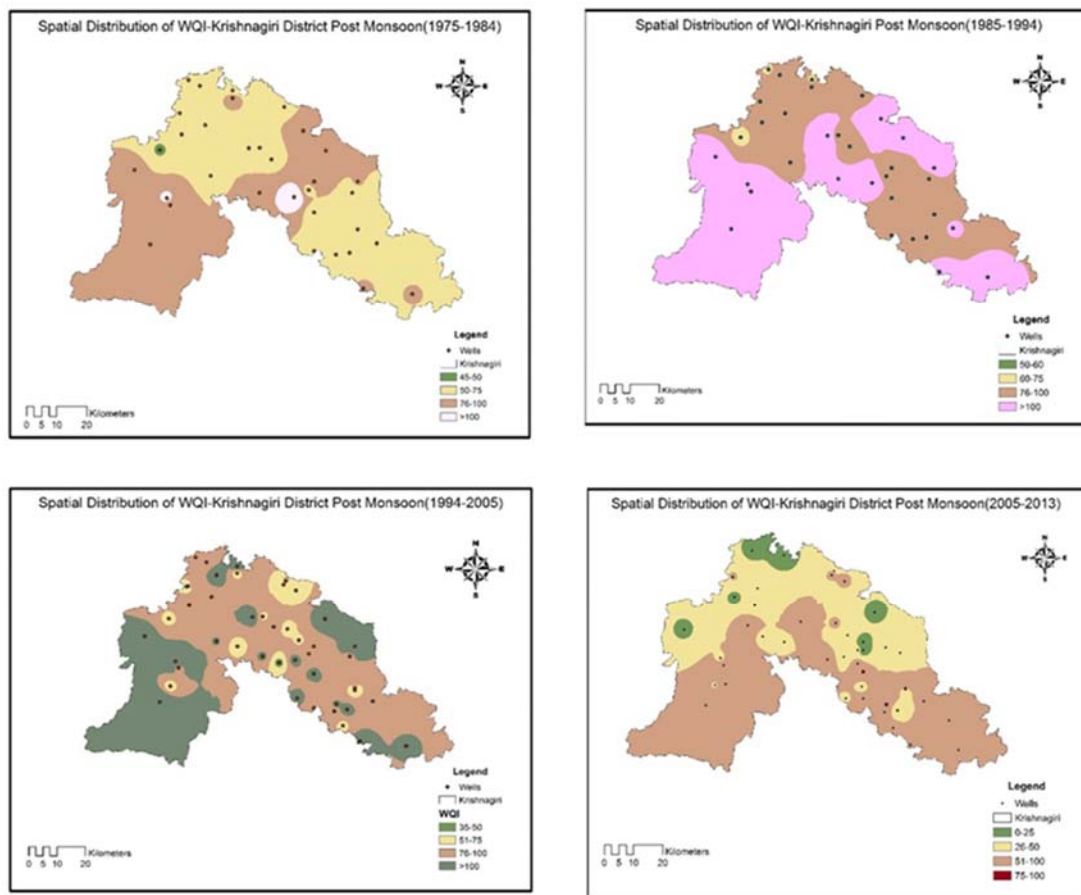 Spatial Distribution of WQI-Krishnagiri District Post Monsoon(1975-1984)
N
W E
S
Legend
Wells
Krishnagiri
45-50
50-75
76-100
>100
Kilometers
0 5 10 20
Spatial Distribution of WQI-Krishnagiri Post Monsoon(1985-1994)
N
W E
S
Legend
Wells
Krishnagiri
50-60
60-75
76-100
>100
Kilometers
0 5 10 20
Spatial Distribution of WQI-Krishnagiri District Post Monsoon(1994-2005)
N
W E
S
Legend
Wells
Krishnagiri
WQI
35-50
51-75
76-100
>100
Kilometers
0 5 10 20
Spatial Distribution of WQI-Krishnagiri District Post Monsoon(2005-2013)
N
W E
S
Legend
Wells
Krishnagiri
0-25
26-50
51-100
75-100
Kilometers
0 5 10 20